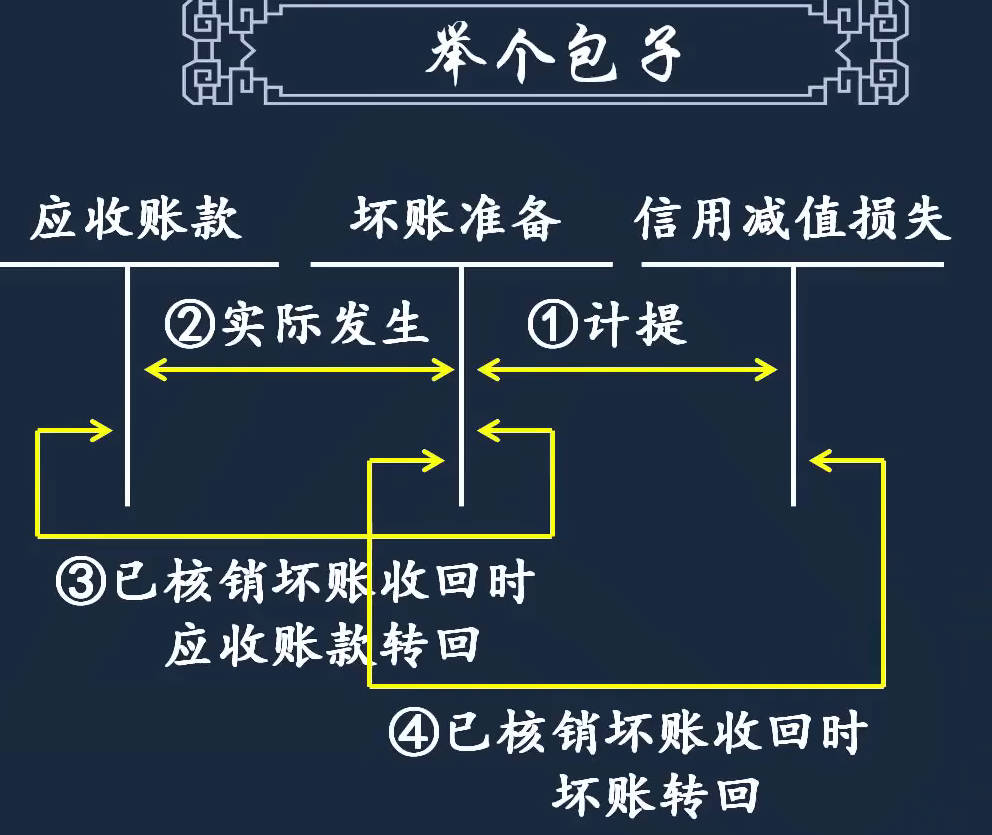 举个包子
应收账款 坏账准备 信用减值损失
②实际发生 ①计提
③已核销坏账收回时
应收账款转回
④已核销坏账收回时
坏账转回